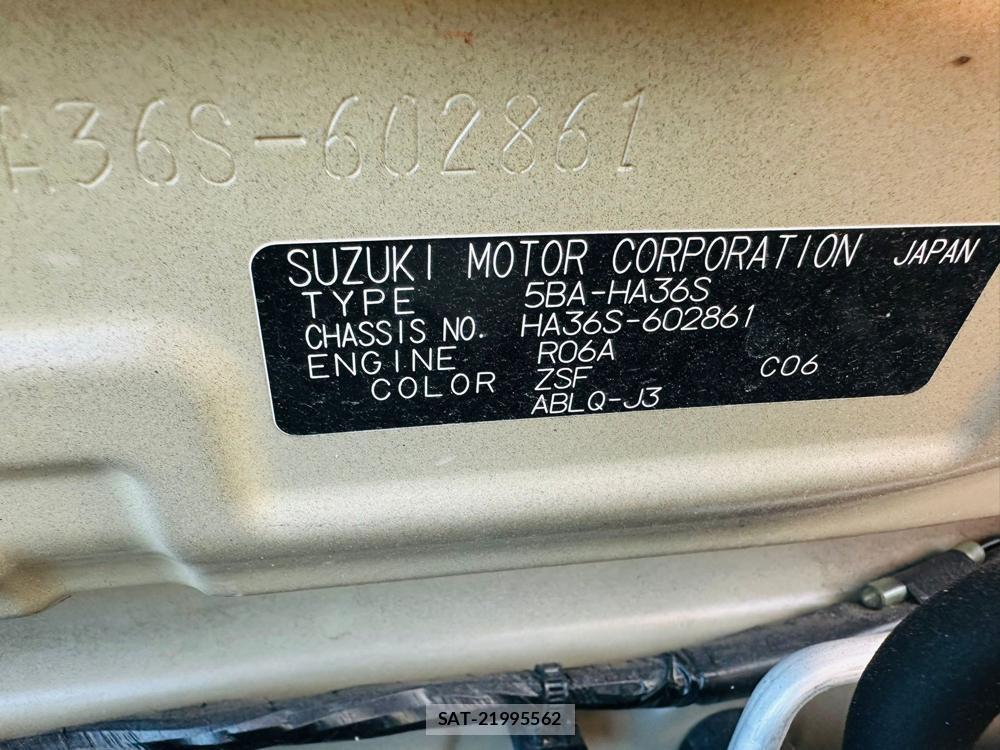 A36S-602861
SUZUKI MOTOR CORPORATION JAPAN
TYPE 5BA-HA36S
CHASSIS NO. HA36S-602861
ENGINE R06A
COLOR ZSF C06
ABLQ-J3
SAT-21995562